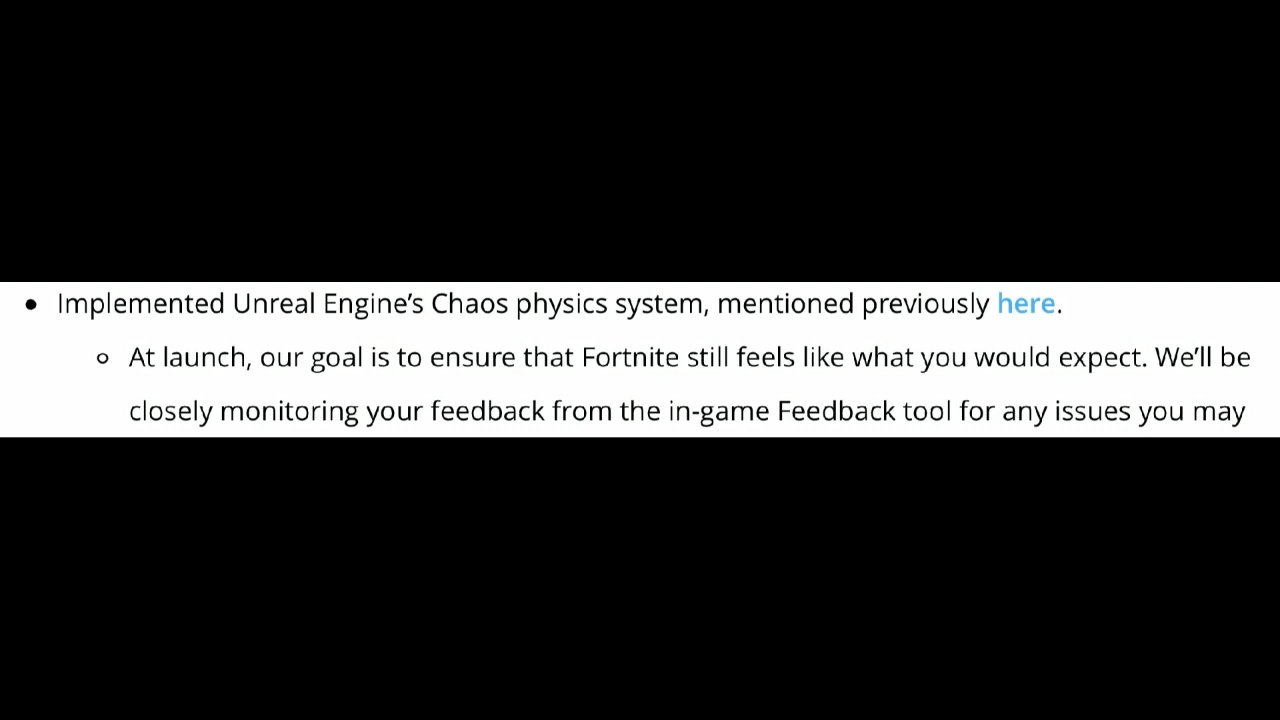 • Implemented Unreal Engine’s Chaos physics system, mentioned previously here.
o At launch, our goal is to ensure that Fortnite still feels like what you would expect. We’ll be
closely monitoring your feedback from the in-game Feedback tool for any issues you may